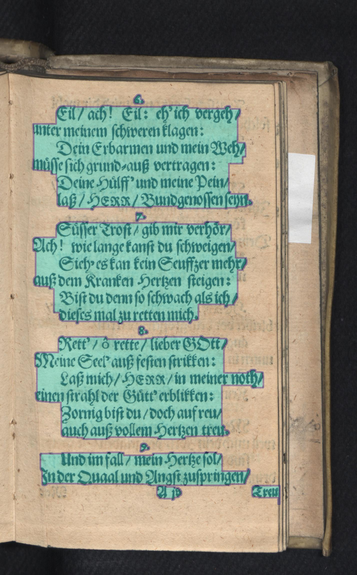 6.
Eil / ach! Eil: eh' ich vergeh /
unter meinem schweren klagen:
Dein Erbarmen und mein Weh /
müsse sich grund-auß vertragen:
Deine Hülff' und meine Pein /
laß / HERR / Bundgenossen seyn.
7.
Süsser Trost / gib mir verhör /
Ach! wie lange kanst du schweigen /
Sieh / es kan kein Seuffzer mehr /
auß dem Kranken Hertzen steigen:
Bist du denn so schwach als ich /
dieses mal zu retten mich.
8.
Rett' / ô rette / lieber GOtt /
Meine Seel' auß festen strikken:
Laß mich / HERR / in meiner noth /
einen strahl der Güt' erblikken:
Zornig bist du / doch auf reu /
auch auß vollem Hertzen treu.
9.
Und im fall / mein Hertze sol /
In der Quaal und Angst zuspringen /
A ij
Treu